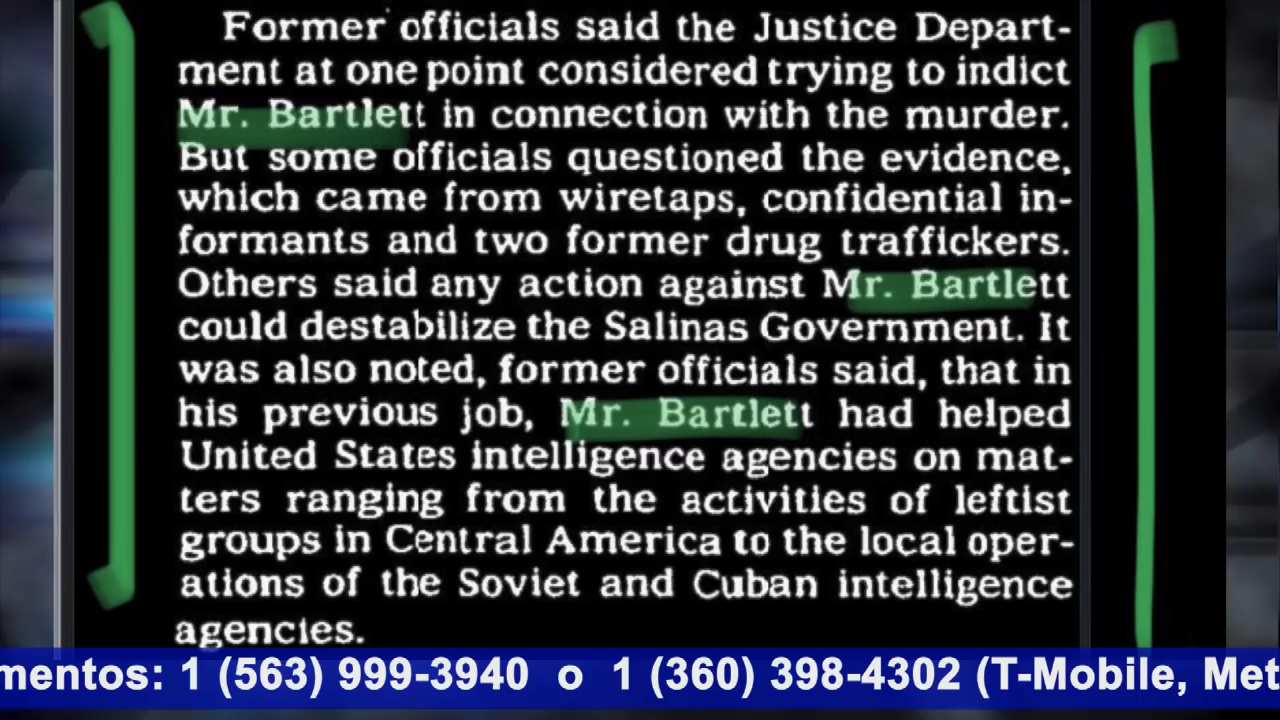 Former officials said the Justice Depart-
ment at one point considered trying to indict
Mr. Bartlett in connection with the murder.
But some officials questioned the evidence,
which came from wiretaps, confidential in-
formants and two former drug traffickers.
Others said any action against Mr. Bartlett
could destabilize the Salinas Government. It
was also noted, former officials said, that in
his previous job, Mr. Bartlett had helped
United States intelligence agencies on mat-
ters ranging from the activities of leftist
groups in Central America to the local oper-
ations of the Soviet and Cuban intelligence
agencies.
mentos: 1 (563) 999-3940 o 1 (360) 398-4302 (T-Mobile, Met